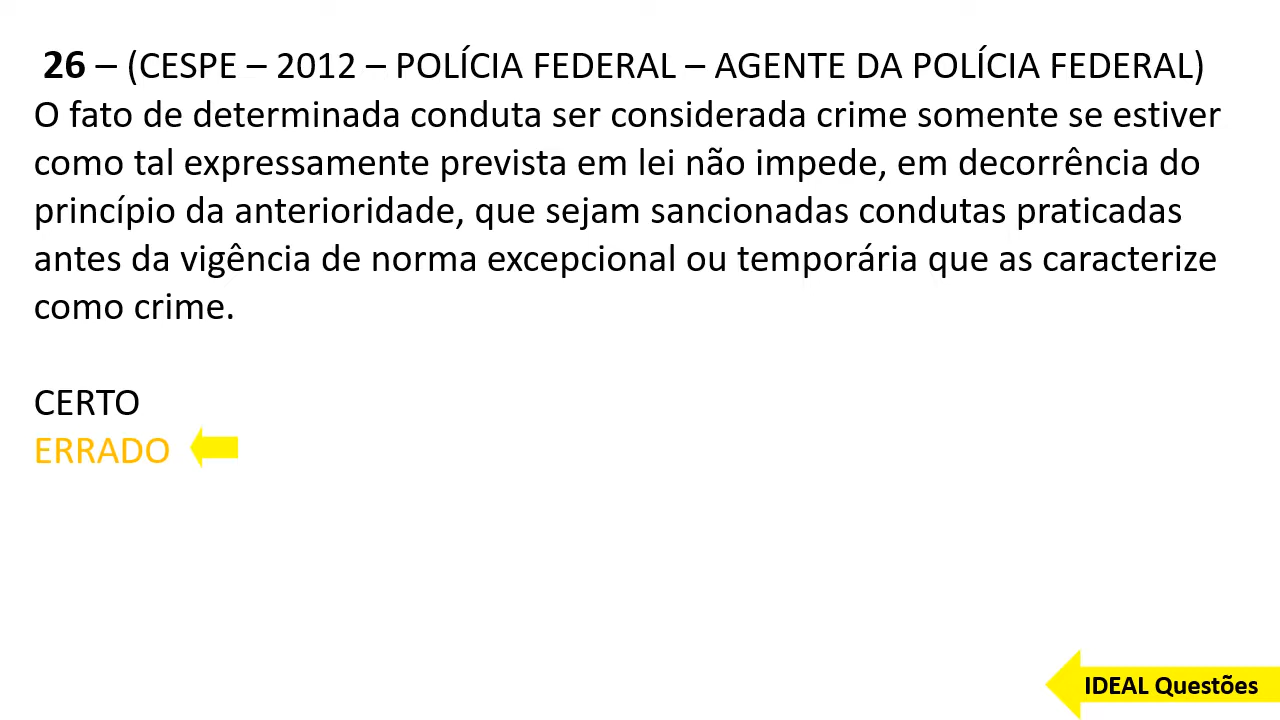 26 – (CESPE – 2012 – POLÍCIA FEDERAL – AGENTE DA POLÍCIA FEDERAL)
O fato de determinada conduta ser considerada crime somente se estiver
como tal expressamente prevista em lei não impede, em decorrência do
princípio da anterioridade, que sejam sancionadas condutas praticadas
antes da vigência de norma excepcional ou temporária que as caracterize
como crime.
CERTO
ERRADO
IDEAL Questões